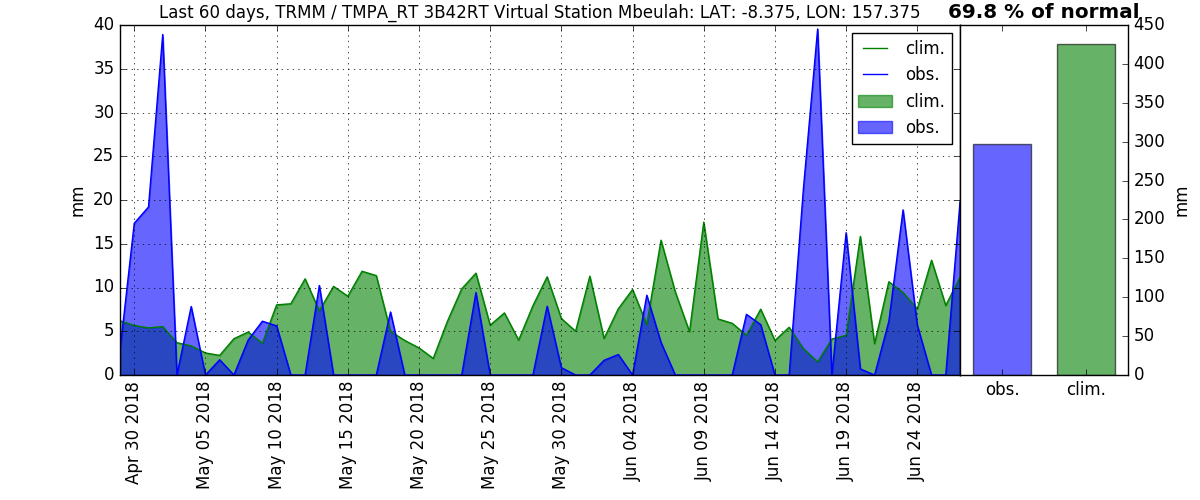 Last 60 days, TRMM / TMPA_RT 3B42RT Virtual Station Mbeulah: LAT: -8.375, LON: 157.375
69.8 % of normal
40
35
30
25
20
15
10
5
0
mm
clim.
obs.
clim.
obs.
450
400
350
300
250
200
150
100
50
0
mm
obs.
clim.
Apr 30 2018
May 05 2018
May 10 2018
May 15 2018
May 20 2018
May 25 2018
May 30 2018
Jun 04 2018
Jun 09 2018
Jun 14 2018
Jun 19 2018
Jun 24 2018